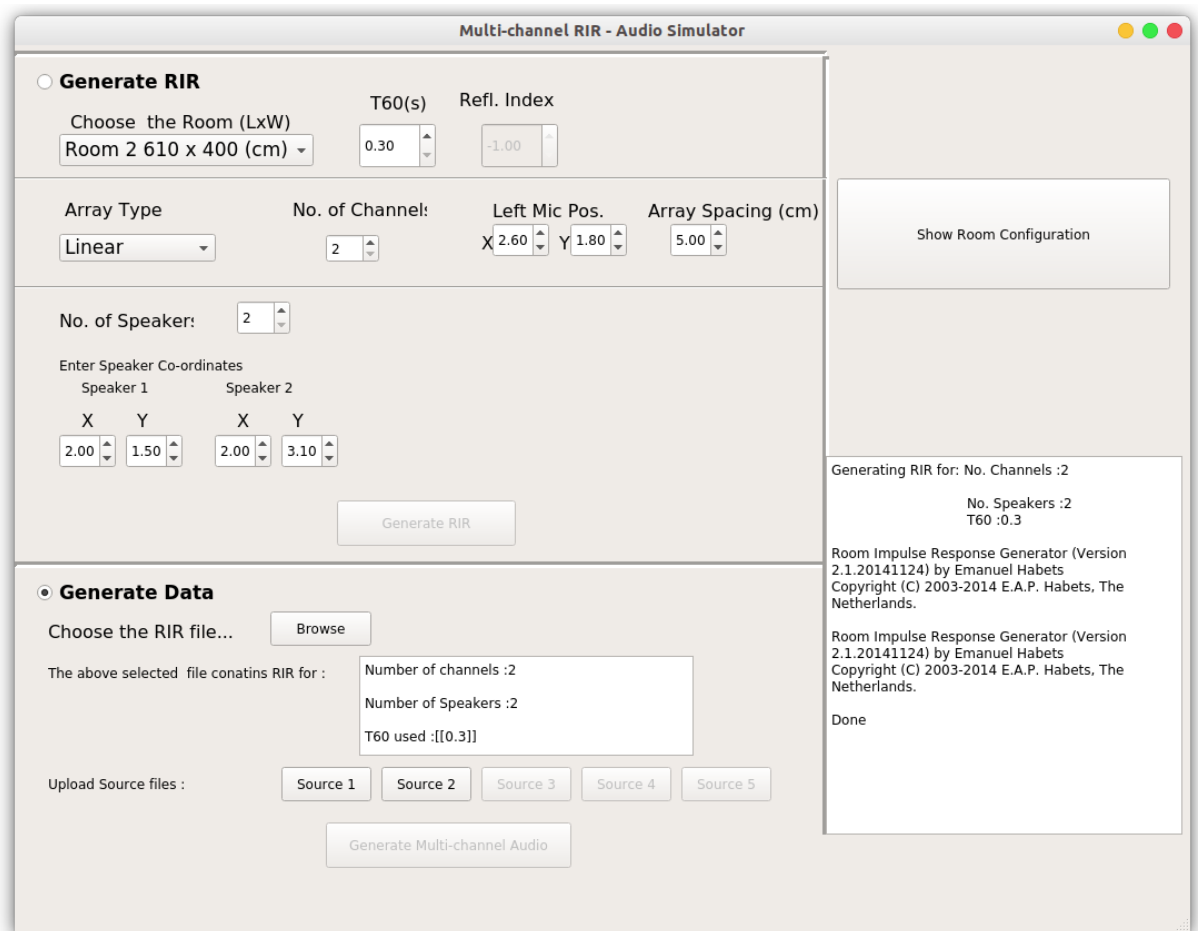 Multi-channel RIR - Audio Simulator
Generate RIR
T60(s)
Refl. Index
Choose  the Room (LxW)
Room 2 610 x 400 (cm)
0.30
-1.00
Array Type
No. of Channels
Left Mic Pos.
Array Spacing (cm)
Linear
2
X 2.60
Y 1.80
5.00
Show Room Configuration
No. of Speakers
2
Enter Speaker Co-ordinates
Speaker 1
Speaker 2
X
Y
X
Y
2.00
1.50
2.00
3.10
Generate RIR
Generating RIR for: No. Channels :2
No. Speakers :2
T60 :0.3
Room Impulse Response Generator (Version
2.1.20141124) by Emanuel Habets
Copyright (C) 2003-2014 E.A.P. Habets, The
Netherlands.
Room Impulse Response Generator (Version
2.1.20141124) by Emanuel Habets
Copyright (C) 2003-2014 E.A.P. Habets, The
Netherlands.
Done
Generate Data
Choose the RIR file...
Browse
The above selected  file conatins RIR for :
Number of channels :2
Number of Speakers :2
T60 used :[[0.3]]
Upload Source files :
Source 1
Source 2
Source 3
Source 4
Source 5
Generate Multi-channel Audio